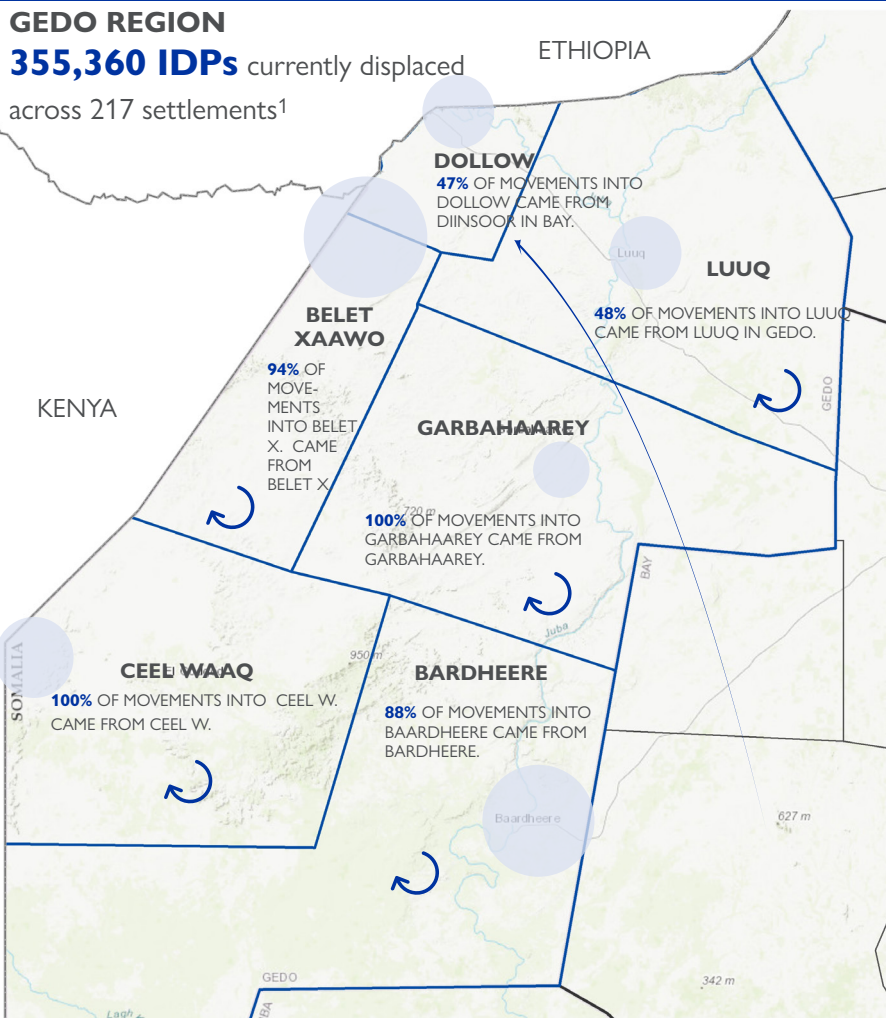 GEDO REGION
355,360 IDPs currently displaced
across 217 settlements1
ETHIOPIA
DOLLOW
47% OF MOVEMENTS INTO
DOLLOW CAME FROM
DIINSOOR IN BAY.
Luuq
LUUQ
48% OF MOVEMENTS INTO LUUQ
CAME FROM LUUQ IN GEDO.
GEDO
BELET
XAAWO
94% OF
MOVE-
MENTS
INTO BELET
X. CAME
FROM
BELET X.
KENYA
GARBAHAAREY
720 m
100% OF MOVEMENTS INTO
GARBAHAAREY CAME FROM
GARBAHAAREY.
BAY
Juba
950 m
SOMALIA
CEEL WAAQ
100% OF MOVEMENTS INTO CEEL W.
CAME FROM CEEL W.
BARDHEERE
88% OF MOVEMENTS INTO
BAARDHEERE CAME FROM
BARDHEERE.
Baardheere
627 m
GEDO
342 m
Lagh